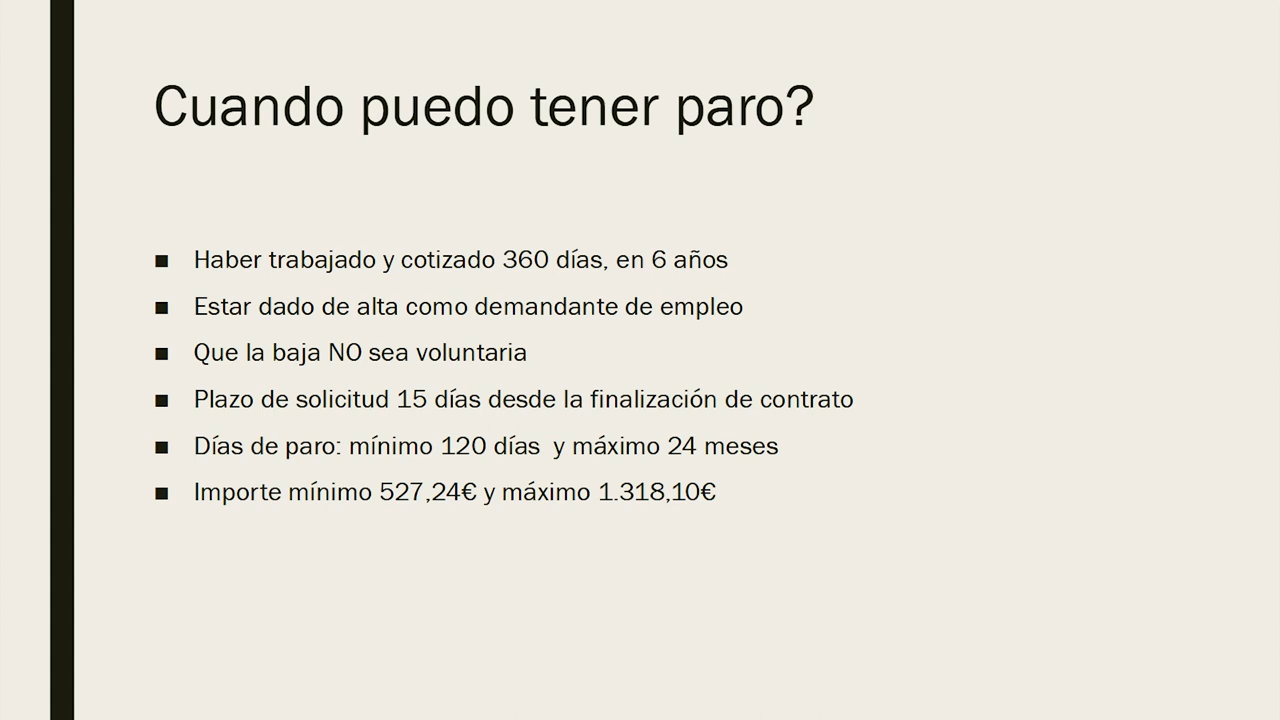 Cuando puedo tener paro?
■ Haber trabajado y cotizado 360 días, en 6 años
■ Estar dado de alta como demandante de empleo
■ Que la baja NO sea voluntaria
■ Plazo de solicitud 15 días desde la finalización de contrato
■ Días de paro: mínimo 120 días  y máximo 24 meses
■ Importe mínimo 527,24€ y máximo 1.318,10€